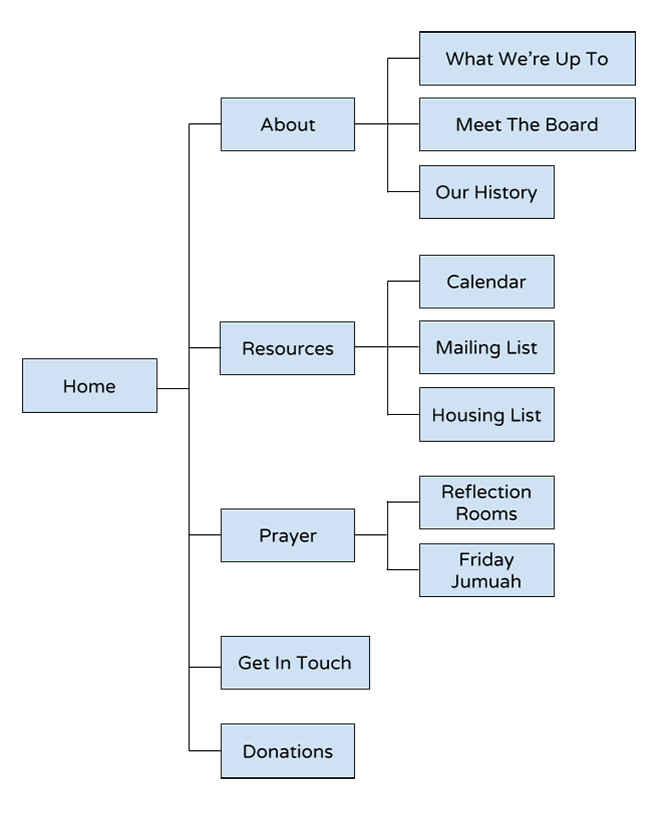 What We’re Up To
About
Meet The Board
Our History
Calendar
Resources
Mailing List
Home
Housing List
Reflection
Rooms
Prayer
Friday
Jumuah
Get In Touch
Donations